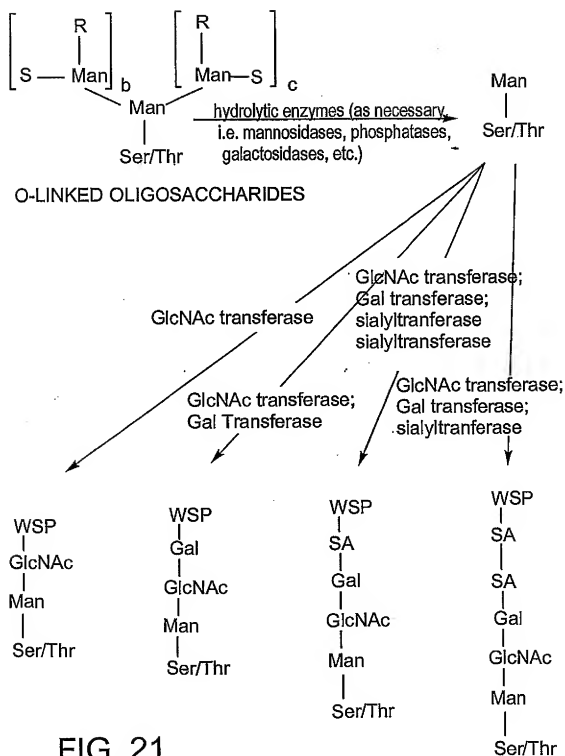 R
R
S—Man
b
Man—S
c
Man
Ser/Thr
hydrolytic enzymes (as necessary
i.e. mannosidases, phosphatases,
galactosidases, etc.)
Man
Ser/Thr
O-LINKED OLIGOSACCHARIDES
GlcNAc transferase
GlcNAc transferase;
Gal Transferase
GlcNAc transferase;
Gal transferase;
sialyltranferase
sialyltransferase
GlcNAc transferase;
Gal transferase;
sialyltranferase
WSP
GlcNAc
Man
Ser/Thr
WSP
Gal
GlcNAc
Man
Ser/Thr
WSP
SA
Gal
GlcNAc
Man
Ser/Thr
WSP
SA
SA
Gal
GlcNAc
Man
Ser/Thr
FIG. 21